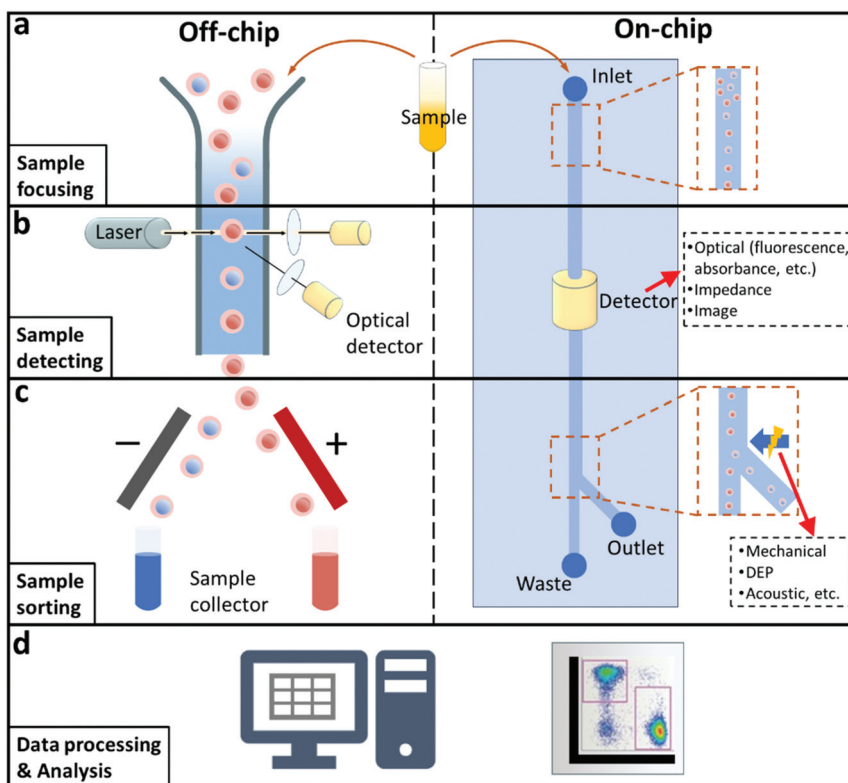 a
Off-chip
On-chip
Sample
Inlet
Sample
focusing
b
Laser
Optical
detector
Detector
•Optical (fluorescence,
absorbance, etc.)
•Impedance
•Image
Sample
detecting
c
−
+
Sample
collector
Outlet
Waste
•Mechanical
•DEP
•Acoustic, etc.
Sample
sorting
d
Data processing
& Analysis